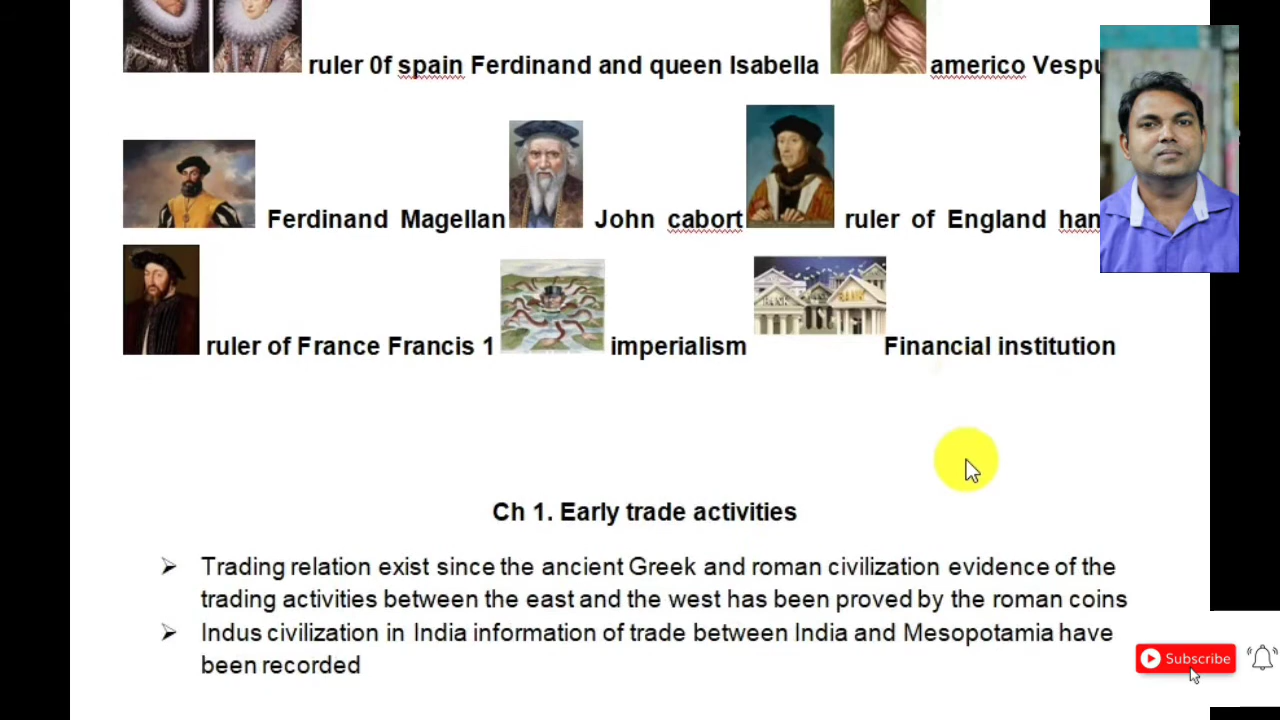 ruler 0f spain Ferdinand and queen Isabella americo
Ferdinand Magellan John cabort ruler of England
ruler of France Francis 1 imperialism Financial institution
BANK
Ch 1. Early trade activities
Trading relation exist since the ancient Greek and roman civilization evidence of the
trading activities between the east and the west has been proved by the roman coins
Indus civilization in India information of trade between India and Mesopotamia have
been recorded
Subscribe